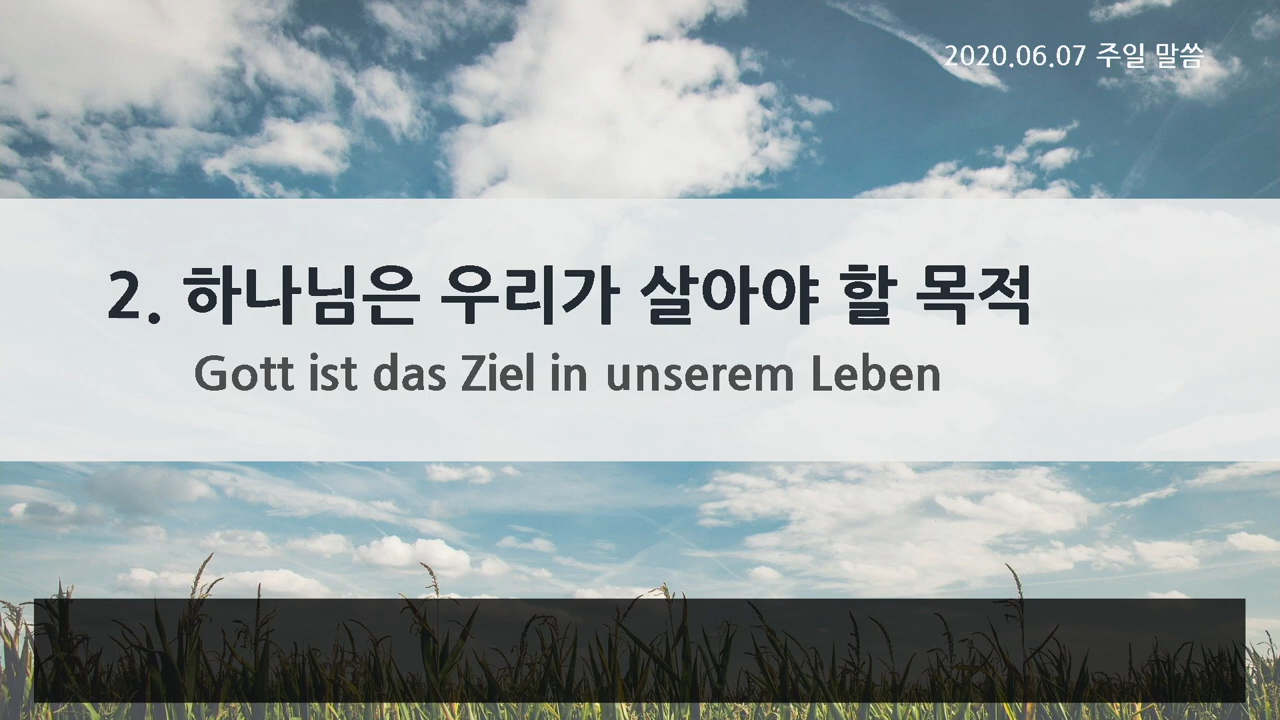 2020.06.07 주일 말씀
2. 하나님은 우리가 살아야 할 목적
Gott ist das Ziel in unserem Leben